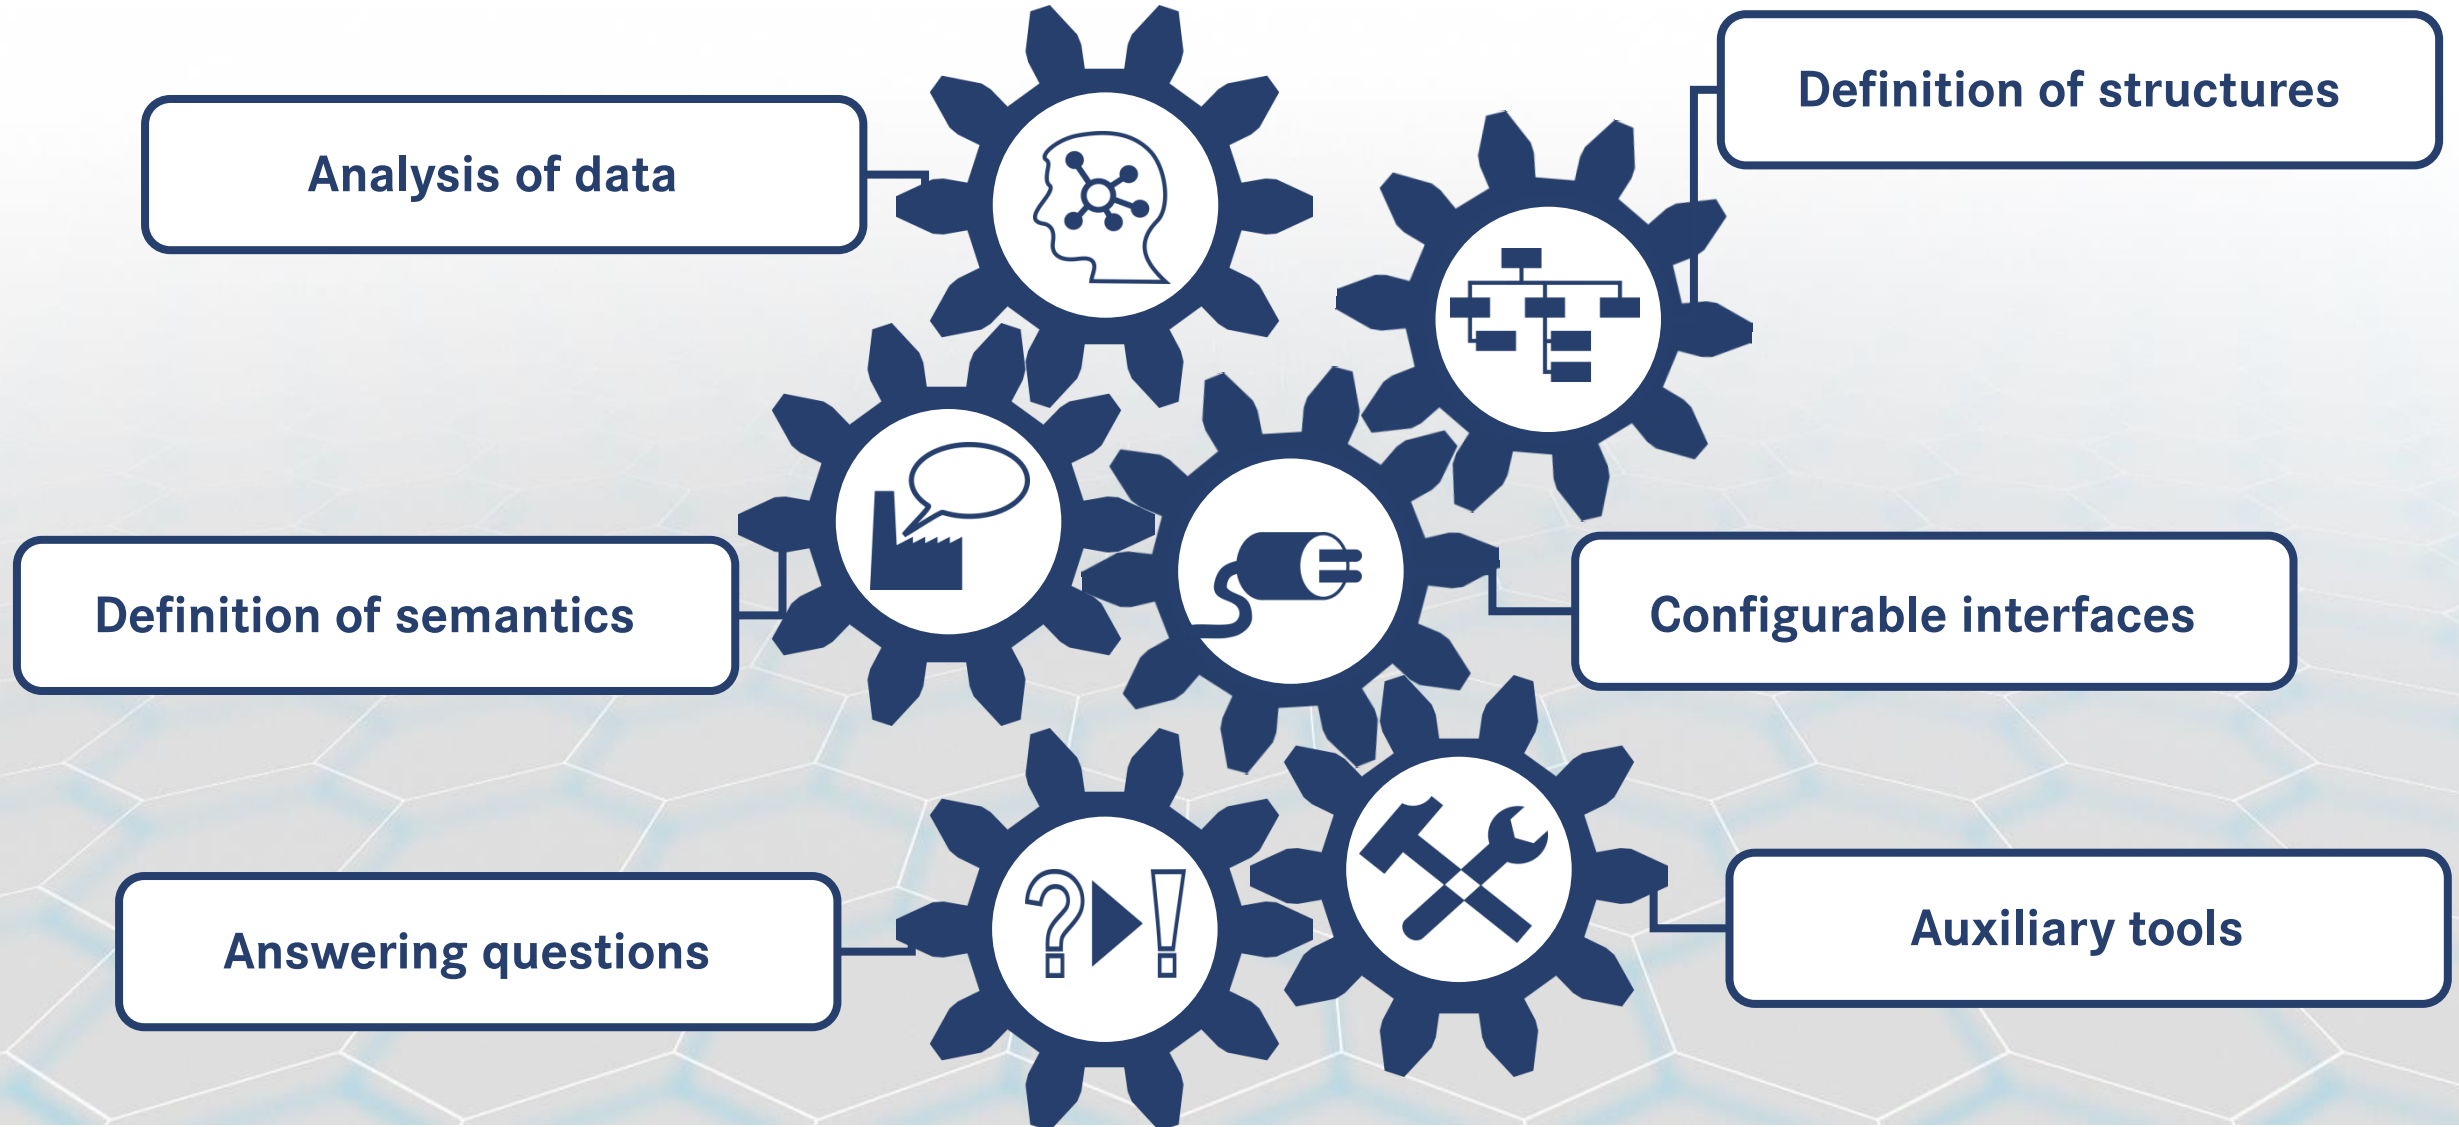 Definition of structures
Analysis of data
Definition of semantics
Configurable interfaces
Answering questions
Auxiliary tools